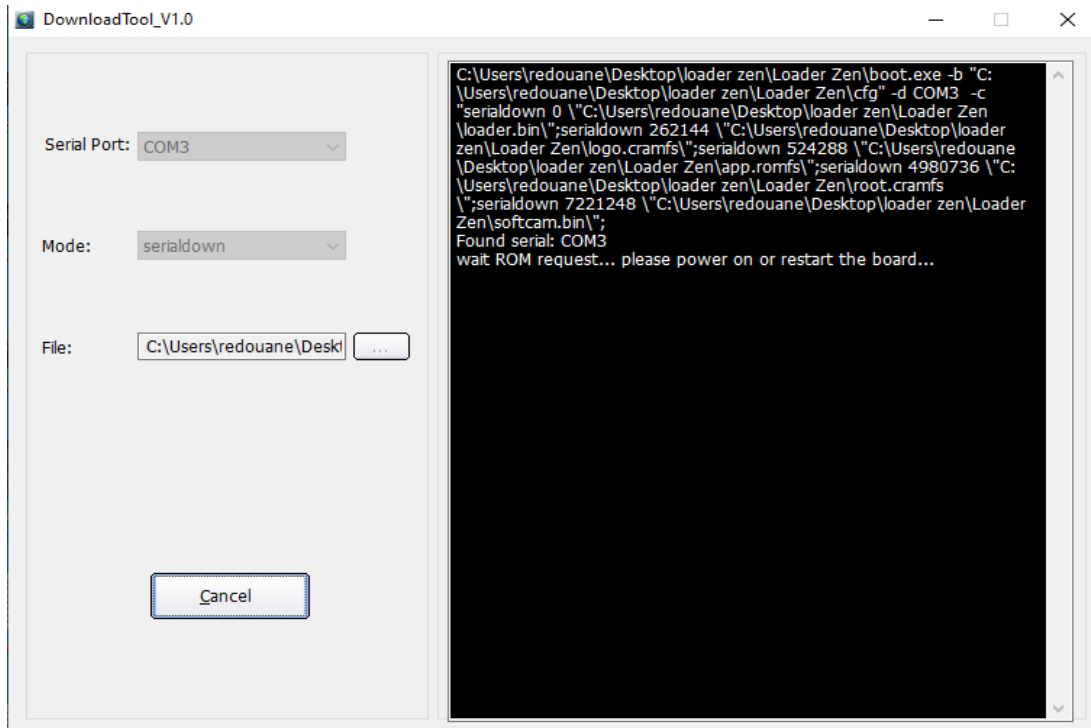 DownloadTool_V1.0
Serial Port:
COM3
Mode:
serialdown
File:
C:\Users\redouane\Deskt
...
Cancel
C:\Users\redouane\Desktop\loader zen\Loader Zen\boot.exe -b "C:
\Users\redouane\Desktop\loader zen\Loader Zen\cfg" -d COM3  -c
"serialdown 0 \"C:\Users\redouane\Desktop\loader zen\Loader Zen
\loader.bin\";serialdown 262144 \"C:\Users\redouane\Desktop\loader
zen\Loader Zen\logo.cramfs\";serialdown 524288 \"C:\Users\redouane
\Desktop\loader zen\Loader Zen\app.romfs\";serialdown 4980736 \"C:
\Users\redouane\Desktop\loader zen\Loader Zen\root.cramfs
\";serialdown 7221248 \"C:\Users\redouane\Desktop\loader zen\Loader
Zen\softcam.bin\";
Found serial: COM3
wait ROM request... please power on or restart the board...